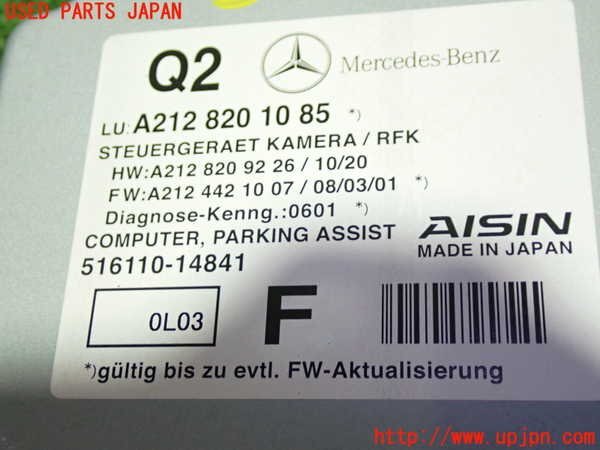 USED PARTS JAPAN
Q2
Mercedes-Benz
LU: A212 820 10 85 *)
STEUERGERAET KAMERA / RFK
HW:A212 820 92 26 / 10/20
FW:A212 442 10 07 / 08/03/01 *)
Diagnose-Kenng.:0601 *)
COMPUTER, PARKING ASSIST
516110-14841
AISIN
MADE IN JAPAN
0L03
F
*)gültig bis zu evtl. FW-Aktualisierung
http://www.upjpn.com/